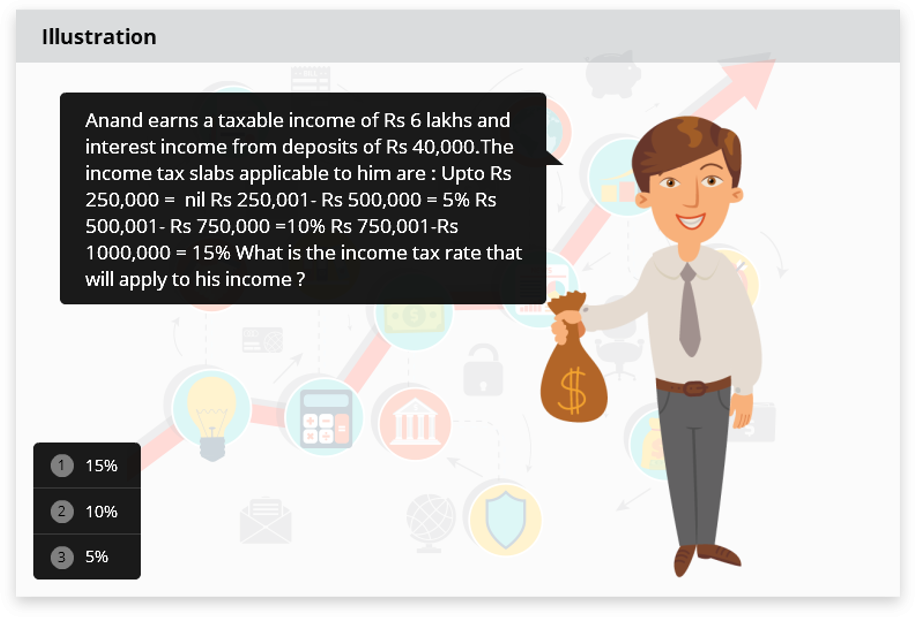 Illustration
Anand earns a taxable income of Rs 6 lakhs and
interest income from deposits of Rs 40,000.The
income tax slabs applicable to him are : Upto Rs
250,000 =  nil Rs 250,001- Rs 500,000 = 5% Rs
500,001- Rs 750,000 =10% Rs 750,001-Rs
1000,000 = 15% What is the income tax rate that
will apply to his income ?
$
1 15%
2 10%
3 5%